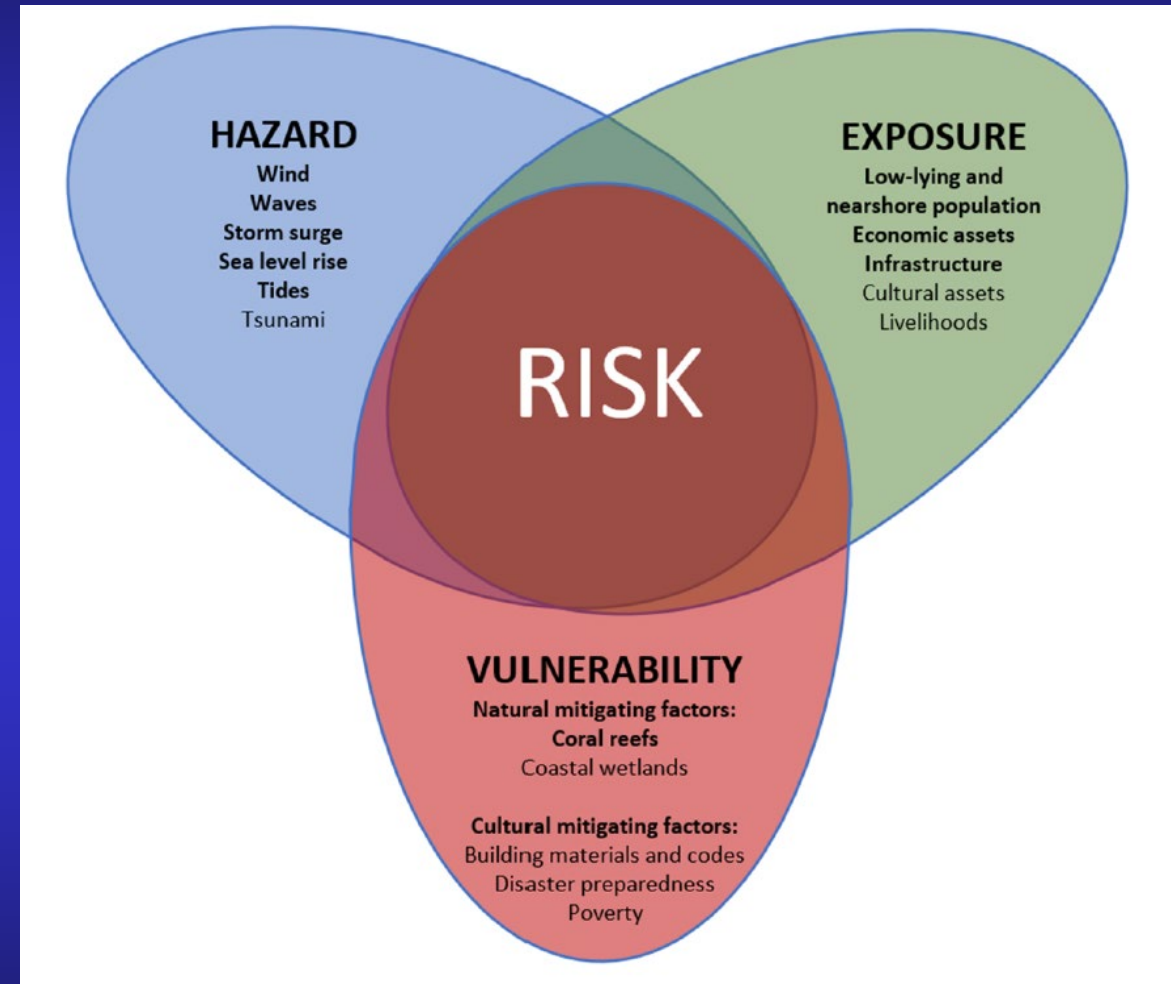 HAZARD
Wind
Waves
Storm surge
Sea level rise
Tides
Tsunami
EXPOSURE
Low-lying and
nearshore population
Economic assets
Infrastructure
Cultural assets
Livelihoods
RISK
VULNERABILITY
Natural mitigating factors:
Coral reefs
Coastal wetlands
Cultural mitigating factors:
Building materials and codes
Disaster preparedness
Poverty